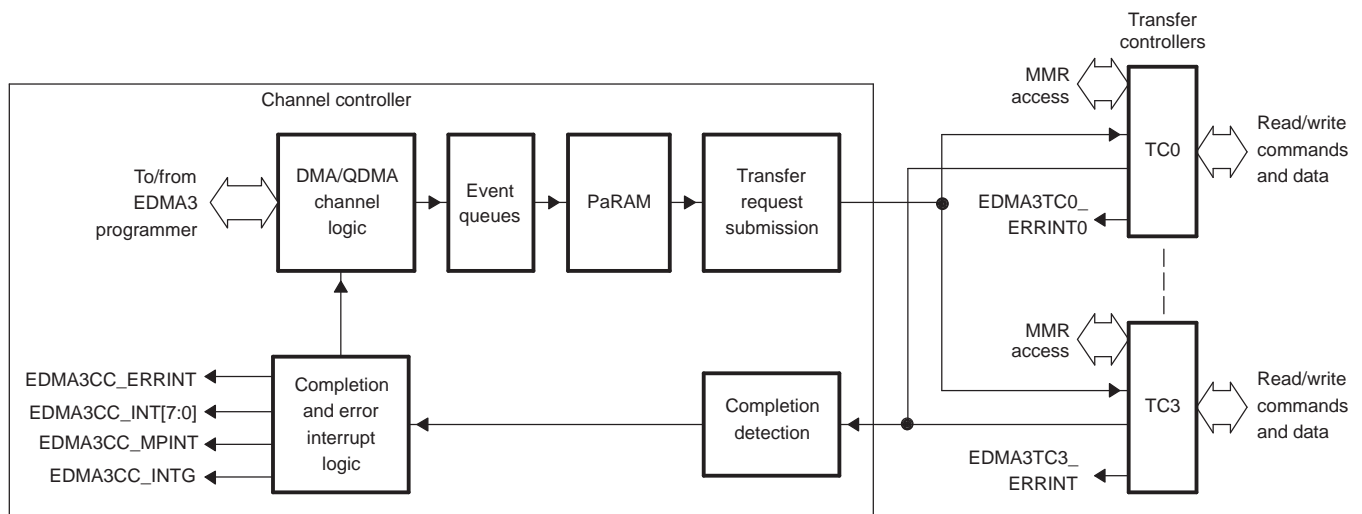 Transfer
controllers
MMR
access
Channel controller
TC0
Read/write
commands
and data
To/from
EDMA3
programmer
DMA/QDMA
channel
logic
Event
queues
PaRAM
Transfer
request
submission
EDMA3TC0_
ERRINT0
MMR
access
EDMA3CC_ERRINT
EDMA3CC_INT[7:0]
EDMA3CC_MPINT
EDMA3CC_INTG
Completion
and error
interrupt
logic
Completion
detection
TC3
Read/write
commands
and data
EDMA3TC3_
ERRINT